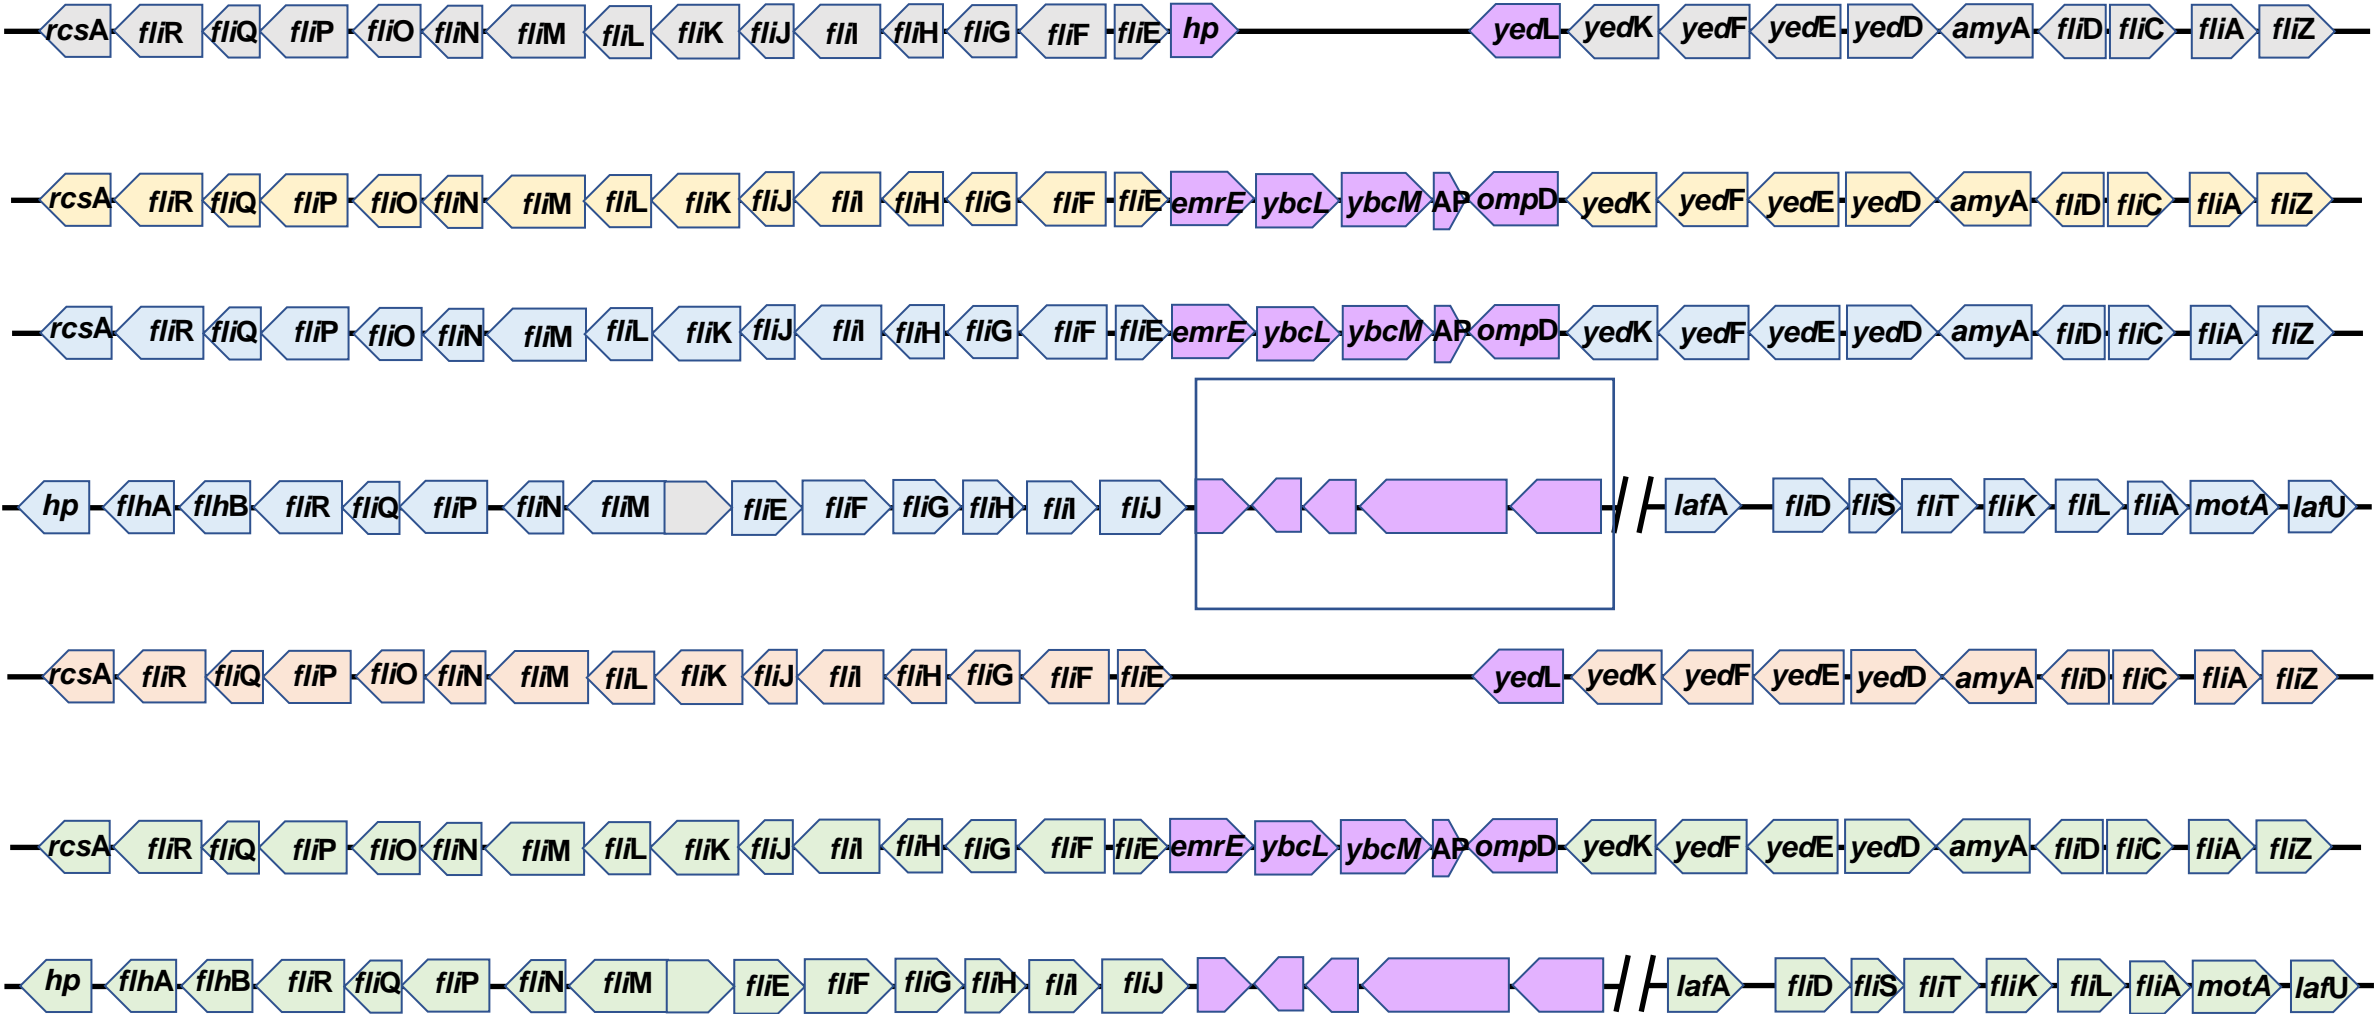 rcsA fliR fliQ fliP fliO fliN fliM fliL fliK fliJ fliI fliH fliG fliF fliE hp yedL yedK yedF yedE yedD amyA fliD fliC fliA fliZ
rcsA fliR fliQ fliP fliO fliN fliM fliL fliK fliJ fliI fliH fliG fliF fliE emrE ybcL ybcM AP ompD yedK yedF yedE yedD amyA fliD fliC fliA fliZ
rcsA fliR fliQ fliP fliO fliN fliM fliL fliK fliJ fliI fliH fliG fliF fliE emrE ybcL ybcM AP ompD yedK yedF yedE yedD amyA fliD fliC fliA fliZ
hp flhA flhB fliR fliQ fliP fliN fliM fliE fliF fliG fliH fliI fliJ lafA fliD fliS fliT fliK fliL fliA motA lafU
rcsA fliR fliQ fliP fliO fliN fliM fliL fliK fliJ fliI fliH fliG fliF fliE yedL yedK yedF yedE yedD amyA fliD fliC fliA fliZ
rcsA fliR fliQ fliP fliO fliN fliM fliL fliK fliJ fliI fliH fliG fliF fliE emrE ybcL ybcM AP ompD yedK yedF yedE yedD amyA fliD fliC fliA fliZ
hp flhA flhB fliR fliQ fliP fliN fliM fliE fliF fliG fliH fliI fliJ lafA fliD fliS fliT fliK fliL fliA motA lafU